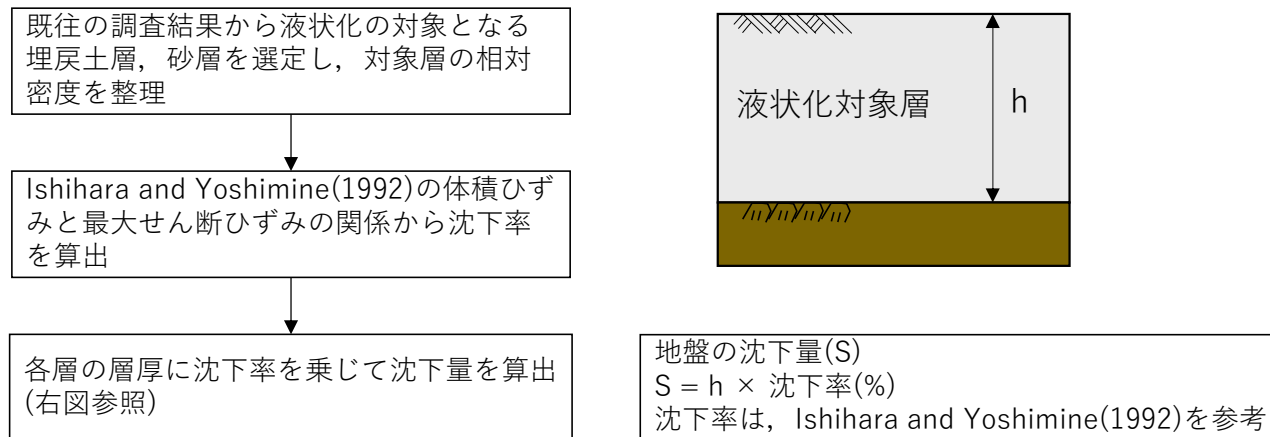 既往の調査結果から液状化の対象となる
埋戻土層，砂層を選定し，対象層の相対
密度を整理
Ishihara and Yoshimine(1992)の体積ひず
みと最大せん断ひずみの関係から沈下率
を算出
各層の層厚に沈下率を乗じて沈下量を算出
(右図参照)
液状化対象層
h
地盤の沈下量(S)
S = h × 沈下率(%)
沈下率は，Ishihara and Yoshimine(1992)を参考